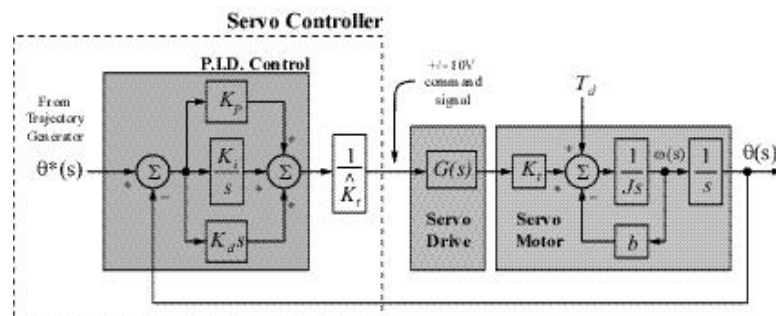 Servo Controller
P.I.D. Control
From
Trajectory
Generator
θ*(s)
Σ
K_p
K_i
s
K_d s
Σ
1
K̂_t
+/- 10V
command
signal
G(s)
Servo
Drive
K_t
T_d
Σ
1
Js
ω(s)
1
s
θ(s)
b
Servo
Motor